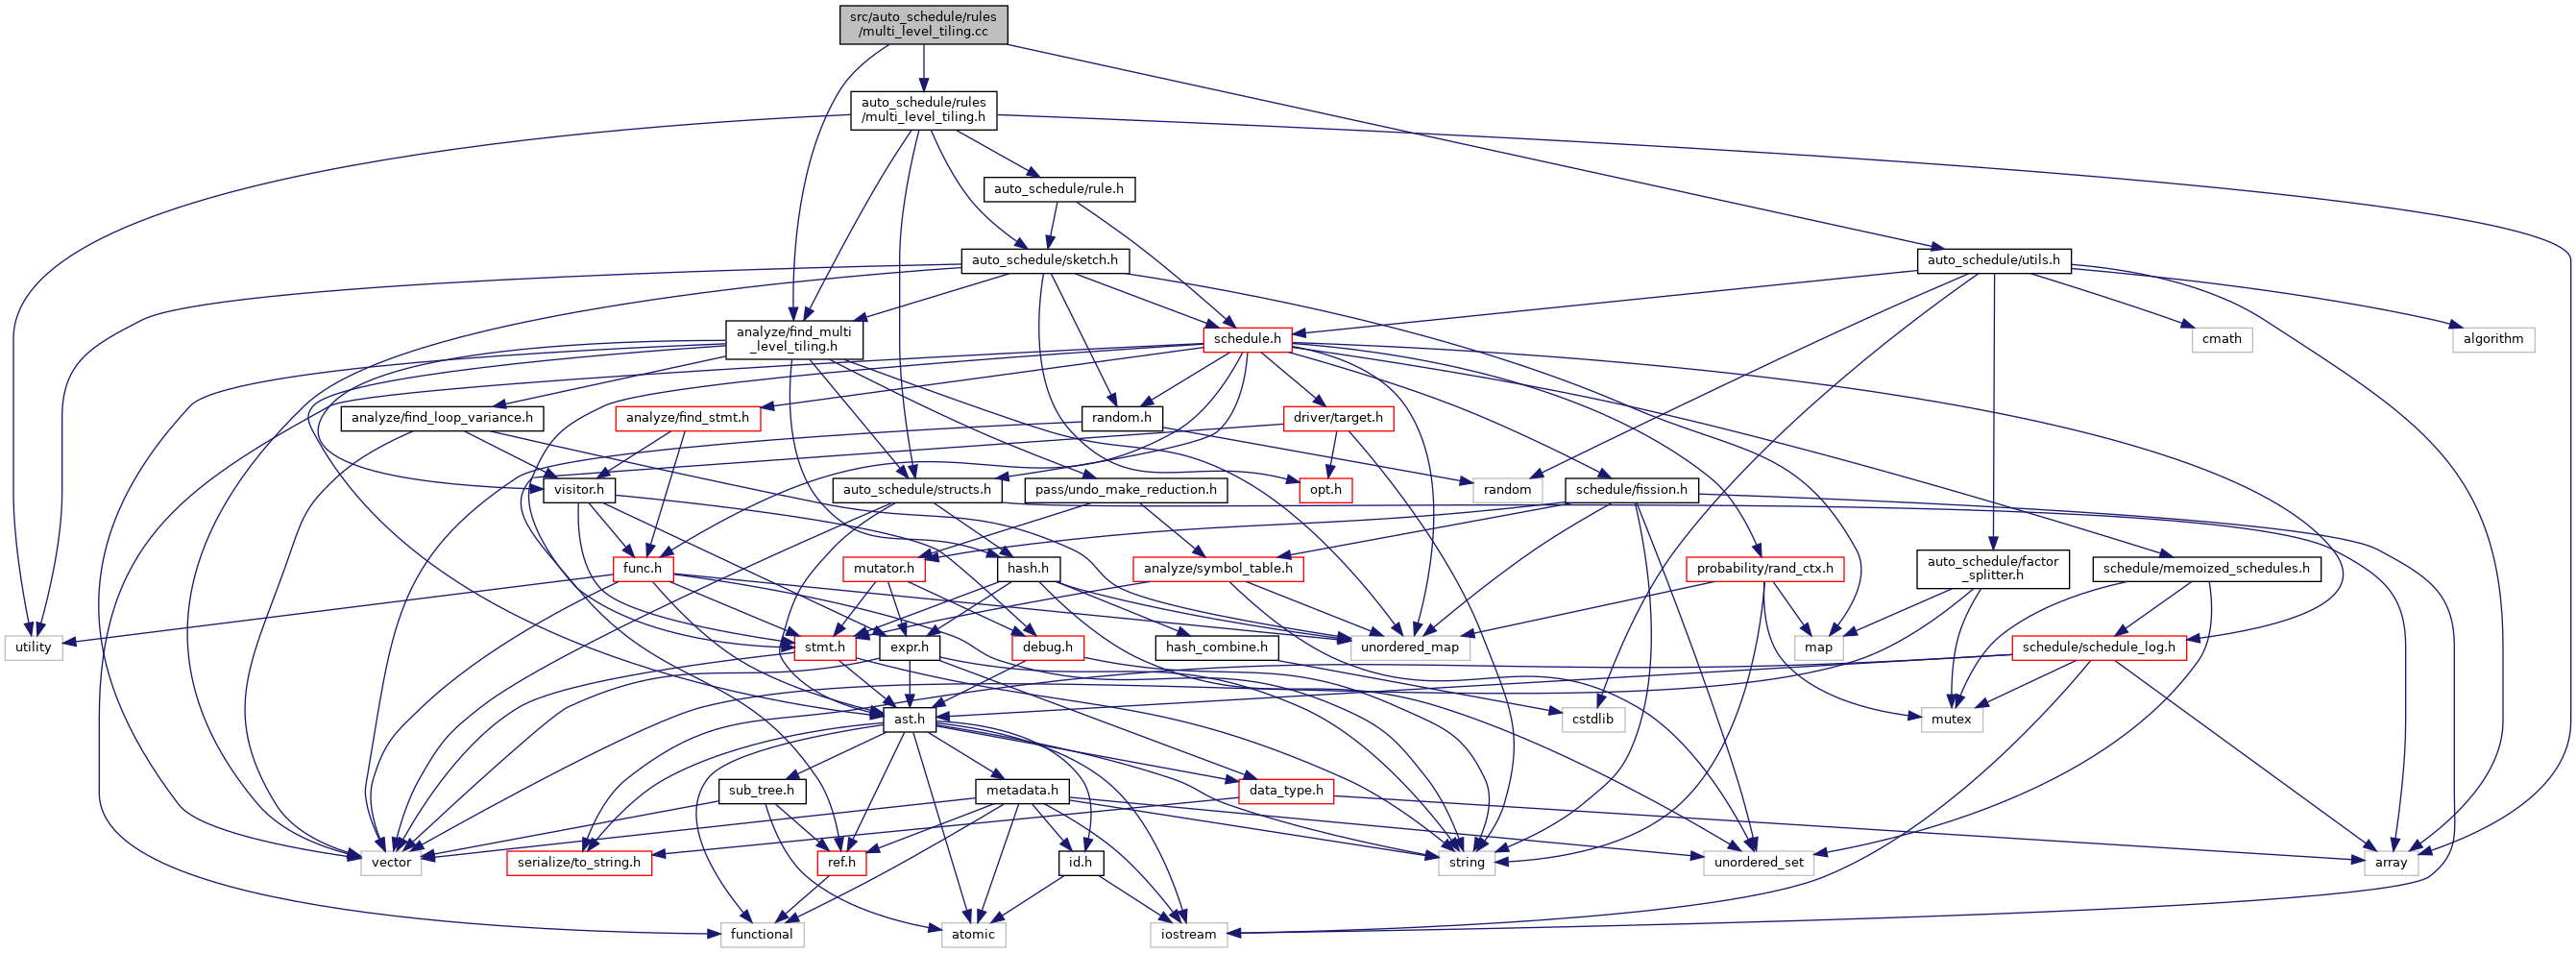 src/auto_schedule/rules
/multi_level_tiling.cc
auto_schedule/rules
/multi_level_tiling.h
auto_schedule/rule.h
auto_schedule/sketch.h
auto_schedule/utils.h
analyze/find_multi
_level_tiling.h
schedule.h
cmath
algorithm
analyze/find_loop_variance.h
analyze/find_stmt.h
random.h
driver/target.h
visitor.h
auto_schedule/structs.h
pass/undo_make_reduction.h
opt.h
random
schedule/fission.h
func.h
mutator.h
hash.h
analyze/symbol_table.h
probability/rand_ctx.h
auto_schedule/factor
_splitter.h
schedule/memoized_schedules.h
utility
stmt.h
expr.h
debug.h
hash_combine.h
unordered_map
map
schedule/schedule_log.h
ast.h
cstdlib
mutex
sub_tree.h
metadata.h
data_type.h
vector
serialize/to_string.h
ref.h
id.h
string
unordered_set
array
functional
atomic
iostream